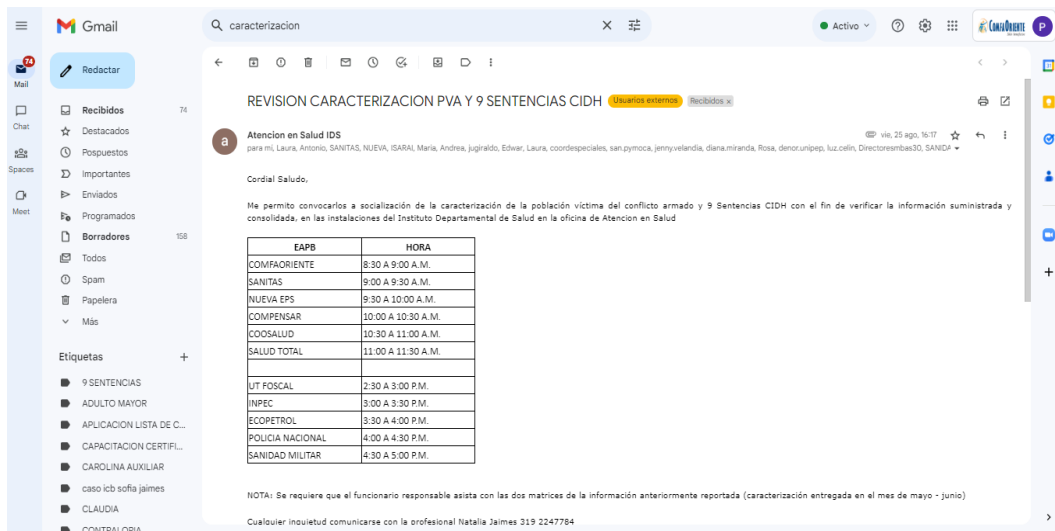 Gmail
caracterizacion
Activo
COMFAORIENTE
P
74
Mail
Chat
Spaces
Meet
Redactar
Recibidos 74
Destacados
Pospuestos
Importantes
Enviados
Programados
Borradores 158
Todos
Spam
Papelera
Más
Etiquetas +
9 SENTENCIAS
ADULTO MAYOR
APLICACION LISTA DE C...
CAPACITACION CERTIFI...
CAROLINA AUXILIAR
caso icb sofia jaimes
CLAUDIA
CONTRALORIA
REVISION CARACTERIZACION PVA Y 9 SENTENCIAS CIDH Usuarios externos Recibidos x
a
Atencion en Salud IDS vie, 25 ago, 16:17
para mi, Laura, Antonio, SANITAS, NUEVA, ISARAI, Maria, Andrea, jugiraldo, Edwar, Laura, coordespeciales, san.pymoca, jenny.velandia, diana.miranda, Rosa, denor.unipep, luz.celin, Directoresmbas30, SANIDA
Cordial Saludo,
Me permito convocarlos a socialización de la caracterización de la población víctima del conflicto armado y 9 Sentencias CIDH con el fin de verificar la información suministrada y
consolidada, en las instalaciones del Instituto Departamental de Salud en la oficina de Atencion en Salud
EAPB HORA
COMFAORIENTE 8:30 A 9:00 A.M.
SANITAS 9:00 A 9:30 A.M.
NUEVA EPS 9:30 A 10:00 A.M.
COMPENSAR 10:00 A 10:30 A.M.
COOSALUD 10:30 A 11:00 A.M.
SALUD TOTAL 11:00 A 11:30 A.M.
UT FOSCAL 2:30 A 3:00 P.M.
INPEC 3:00 A 3:30 P.M.
ECOPETROL 3:30 A 4:00 P.M.
POLICIA NACIONAL 4:00 A 4:30 P.M.
SANIDAD MILITAR 4:30 A 5:00 P.M.
NOTA: Se requiere que el funcionario responsable asista con las dos matrices de la información anteriormente reportada (caracterización entregada en el mes de mayo - junio)
Cualquier inquietud comunicarse con la profesional Natalia Jaimes 319 2247784